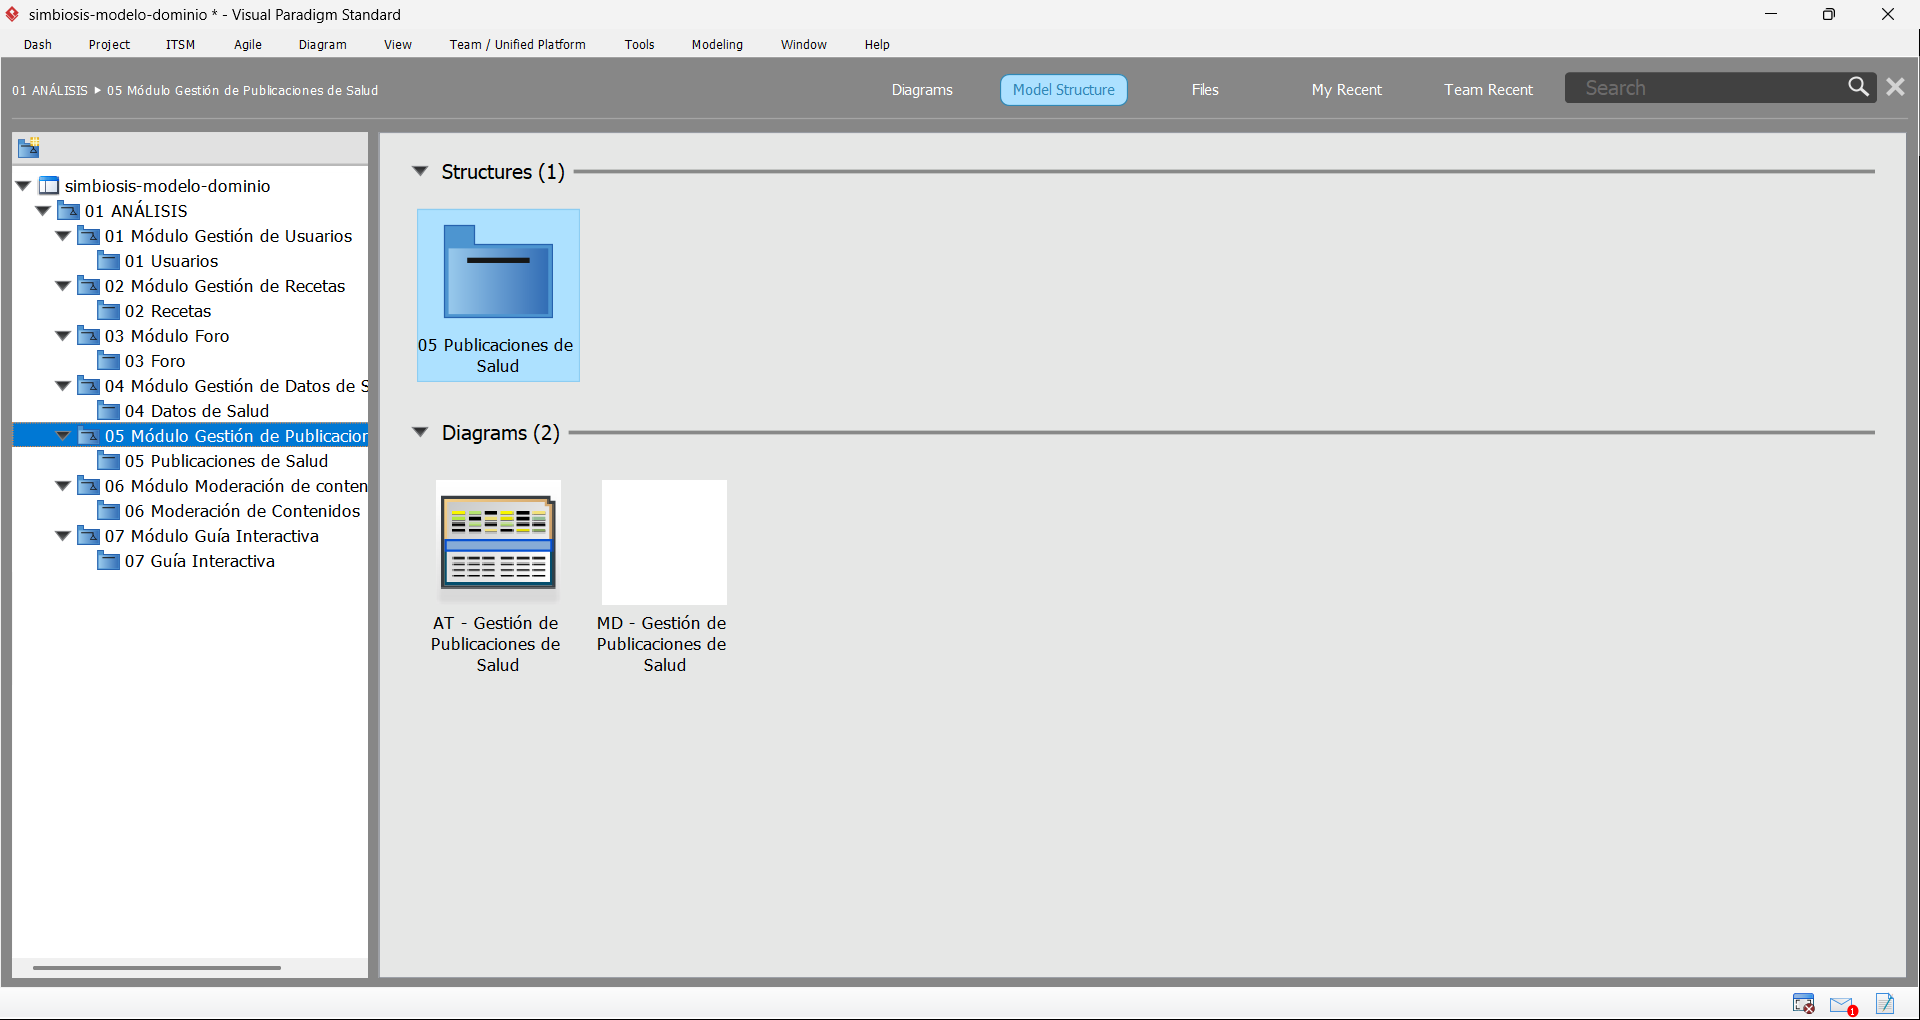 simbiosis-modelo-dominio * - Visual Paradigm Standard
Dash Project ITSM Agile Diagram View Team / Unified Platform Tools Modeling Window Help
01 ANÁLISIS ▶ 05 Módulo Gestión de Publicaciones de Salud
Diagrams Model Structure Files My Recent Team Recent Search
simbiosis-modelo-dominio
01 ANÁLISIS
01 Módulo Gestión de Usuarios
01 Usuarios
02 Módulo Gestión de Recetas
02 Recetas
03 Módulo Foro
03 Foro
04 Módulo Gestión de Datos de S
04 Datos de Salud
05 Módulo Gestión de Publicacion
05 Publicaciones de Salud
06 Módulo Moderación de conten
06 Moderación de Contenidos
07 Módulo Guía Interactiva
07 Guía Interactiva
Structures (1)
05 Publicaciones de
Salud
Diagrams (2)
AT - Gestión de
Publicaciones de
Salud
MD - Gestión de
Publicaciones de
Salud
1